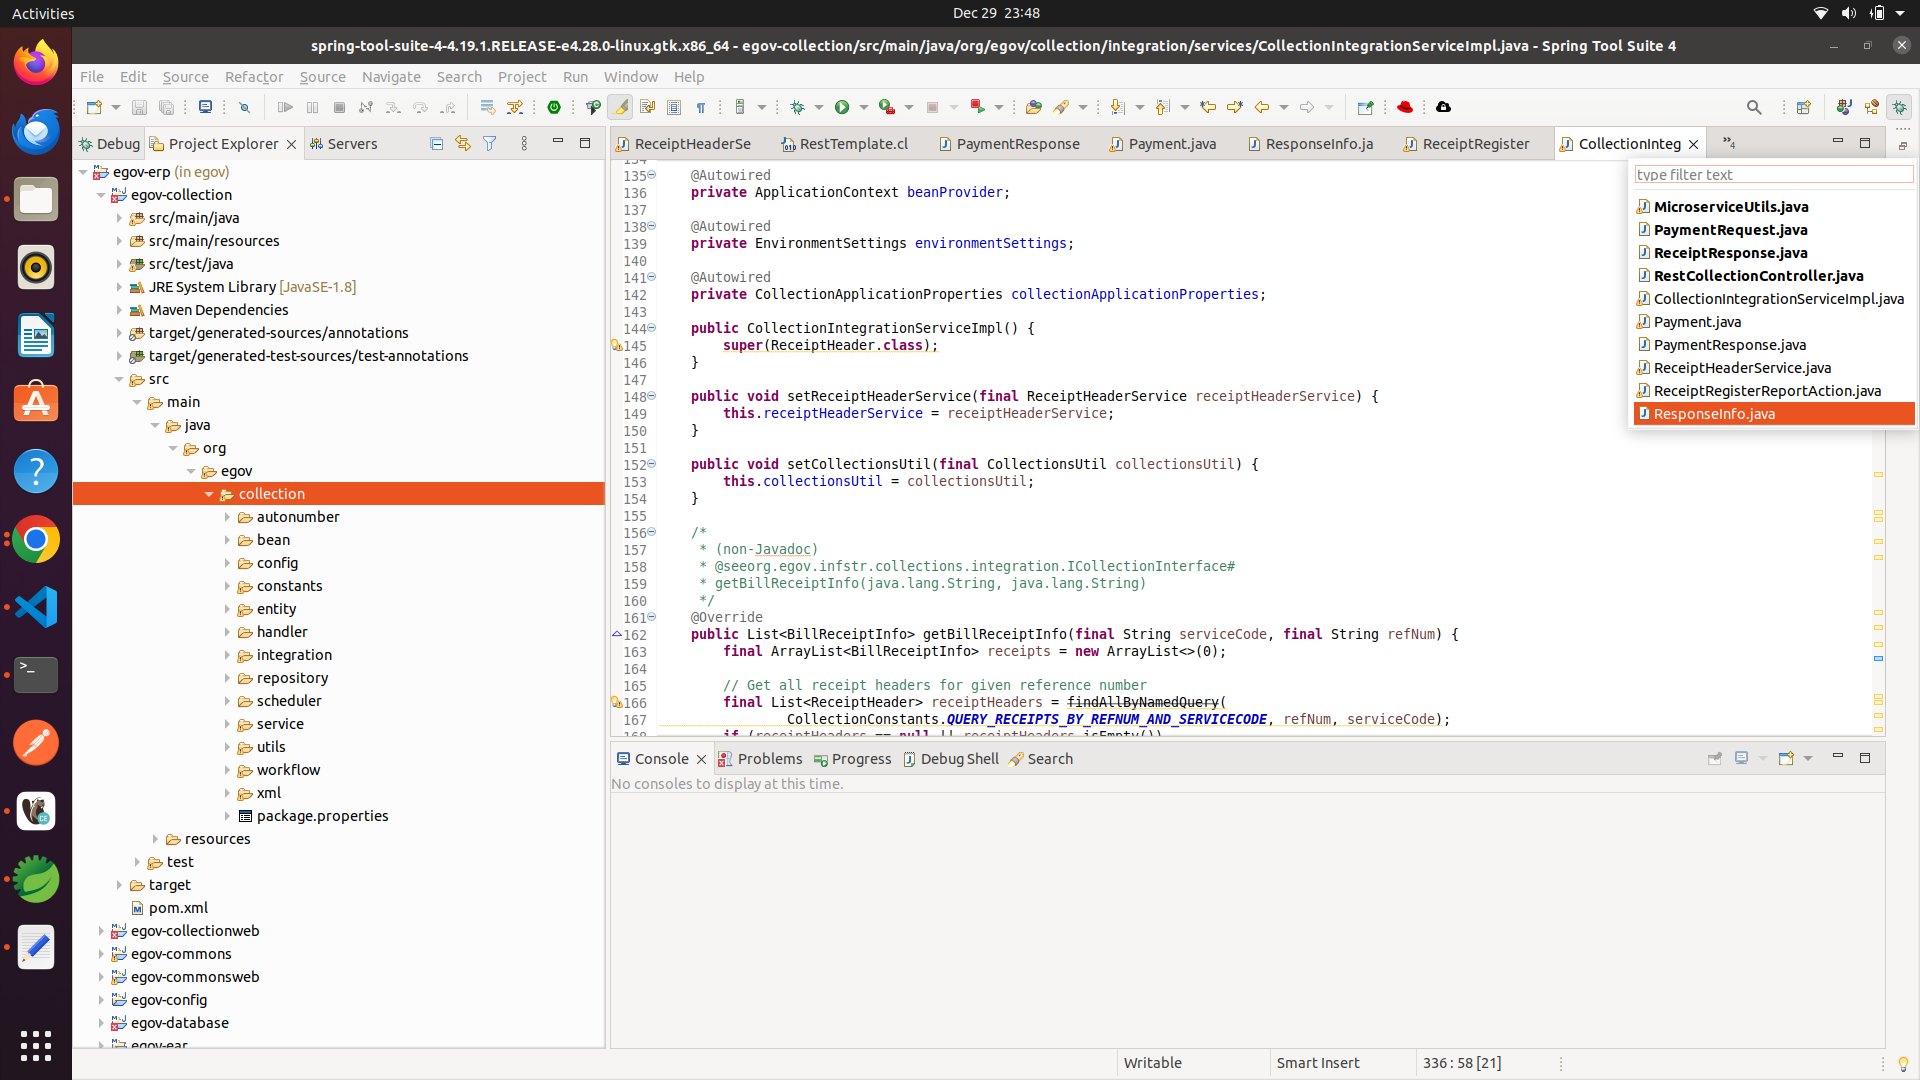 Activities
Dec 29 23:48
spring-tool-suite-4-4.19.1.RELEASE-e4.28.0-linux.gtk.x86_64 - egov-collection/src/main/java/org/egov/collection/integration/services/CollectionIntegrationServiceImpl.java - Spring Tool Suite 4
File Edit Source Refactor Source Navigate Search Project Run Window Help
Debug Project Explorer Servers
ReceiptHeaderSe RestTemplate.cl PaymentResponse Payment.java ResponseInfo.ja ReceiptRegister CollectionInteg »4
egov-erp (in egov)
egov-collection
src/main/java
src/main/resources
src/test/java
JRE System Library [JavaSE-1.8]
Maven Dependencies
target/generated-sources/annotations
target/generated-test-sources/test-annotations
src
main
java
org
egov
collection
autonumber
bean
config
constants
entity
handler
integration
repository
scheduler
service
utils
workflow
xml
package.properties
resources
test
target
pom.xml
egov-collectionweb
egov-commons
egov-commonsweb
egov-config
egov-database
egov-ear
134
135 @Autowired
136 private ApplicationContext beanProvider;
137
138 @Autowired
139 private EnvironmentSettings environmentSettings;
140
141 @Autowired
142 private CollectionApplicationProperties collectionApplicationProperties;
143
144 public CollectionIntegrationServiceImpl() {
145 super(ReceiptHeader.class);
146 }
147
148 public void setReceiptHeaderService(final ReceiptHeaderService receiptHeaderService) {
149 this.receiptHeaderService = receiptHeaderService;
150 }
151
152 public void setCollectionsUtil(final CollectionsUtil collectionsUtil) {
153 this.collectionsUtil = collectionsUtil;
154 }
155
156 /*
157 * (non-Javadoc)
158 * @seeorg.egov.infstr.collections.integration.ICollectionInterface#
159 * getBillReceiptInfo(java.lang.String, java.lang.String)
160 */
161 @Override
162 public List<BillReceiptInfo> getBillReceiptInfo(final String serviceCode, final String refNum) {
163 final ArrayList<BillReceiptInfo> receipts = new ArrayList<>(0);
164
165 // Get all receipt headers for given reference number
166 final List<ReceiptHeader> receiptHeaders = findAllByNamedQuery(
167 CollectionConstants.QUERY_RECEIPTS_BY_REFNUM_AND_SERVICECODE, refNum, serviceCode);
168 if (receiptHeaders == null || receiptHeaders.isEmpty())
type filter text
MicroserviceUtils.java
PaymentRequest.java
ReceiptResponse.java
RestCollectionController.java
CollectionIntegrationServiceImpl.java
Payment.java
PaymentResponse.java
ReceiptHeaderService.java
ReceiptRegisterReportAction.java
ResponseInfo.java
Console Problems Progress Debug Shell Search
No consoles to display at this time.
Writable Smart Insert 336 : 58 [21]